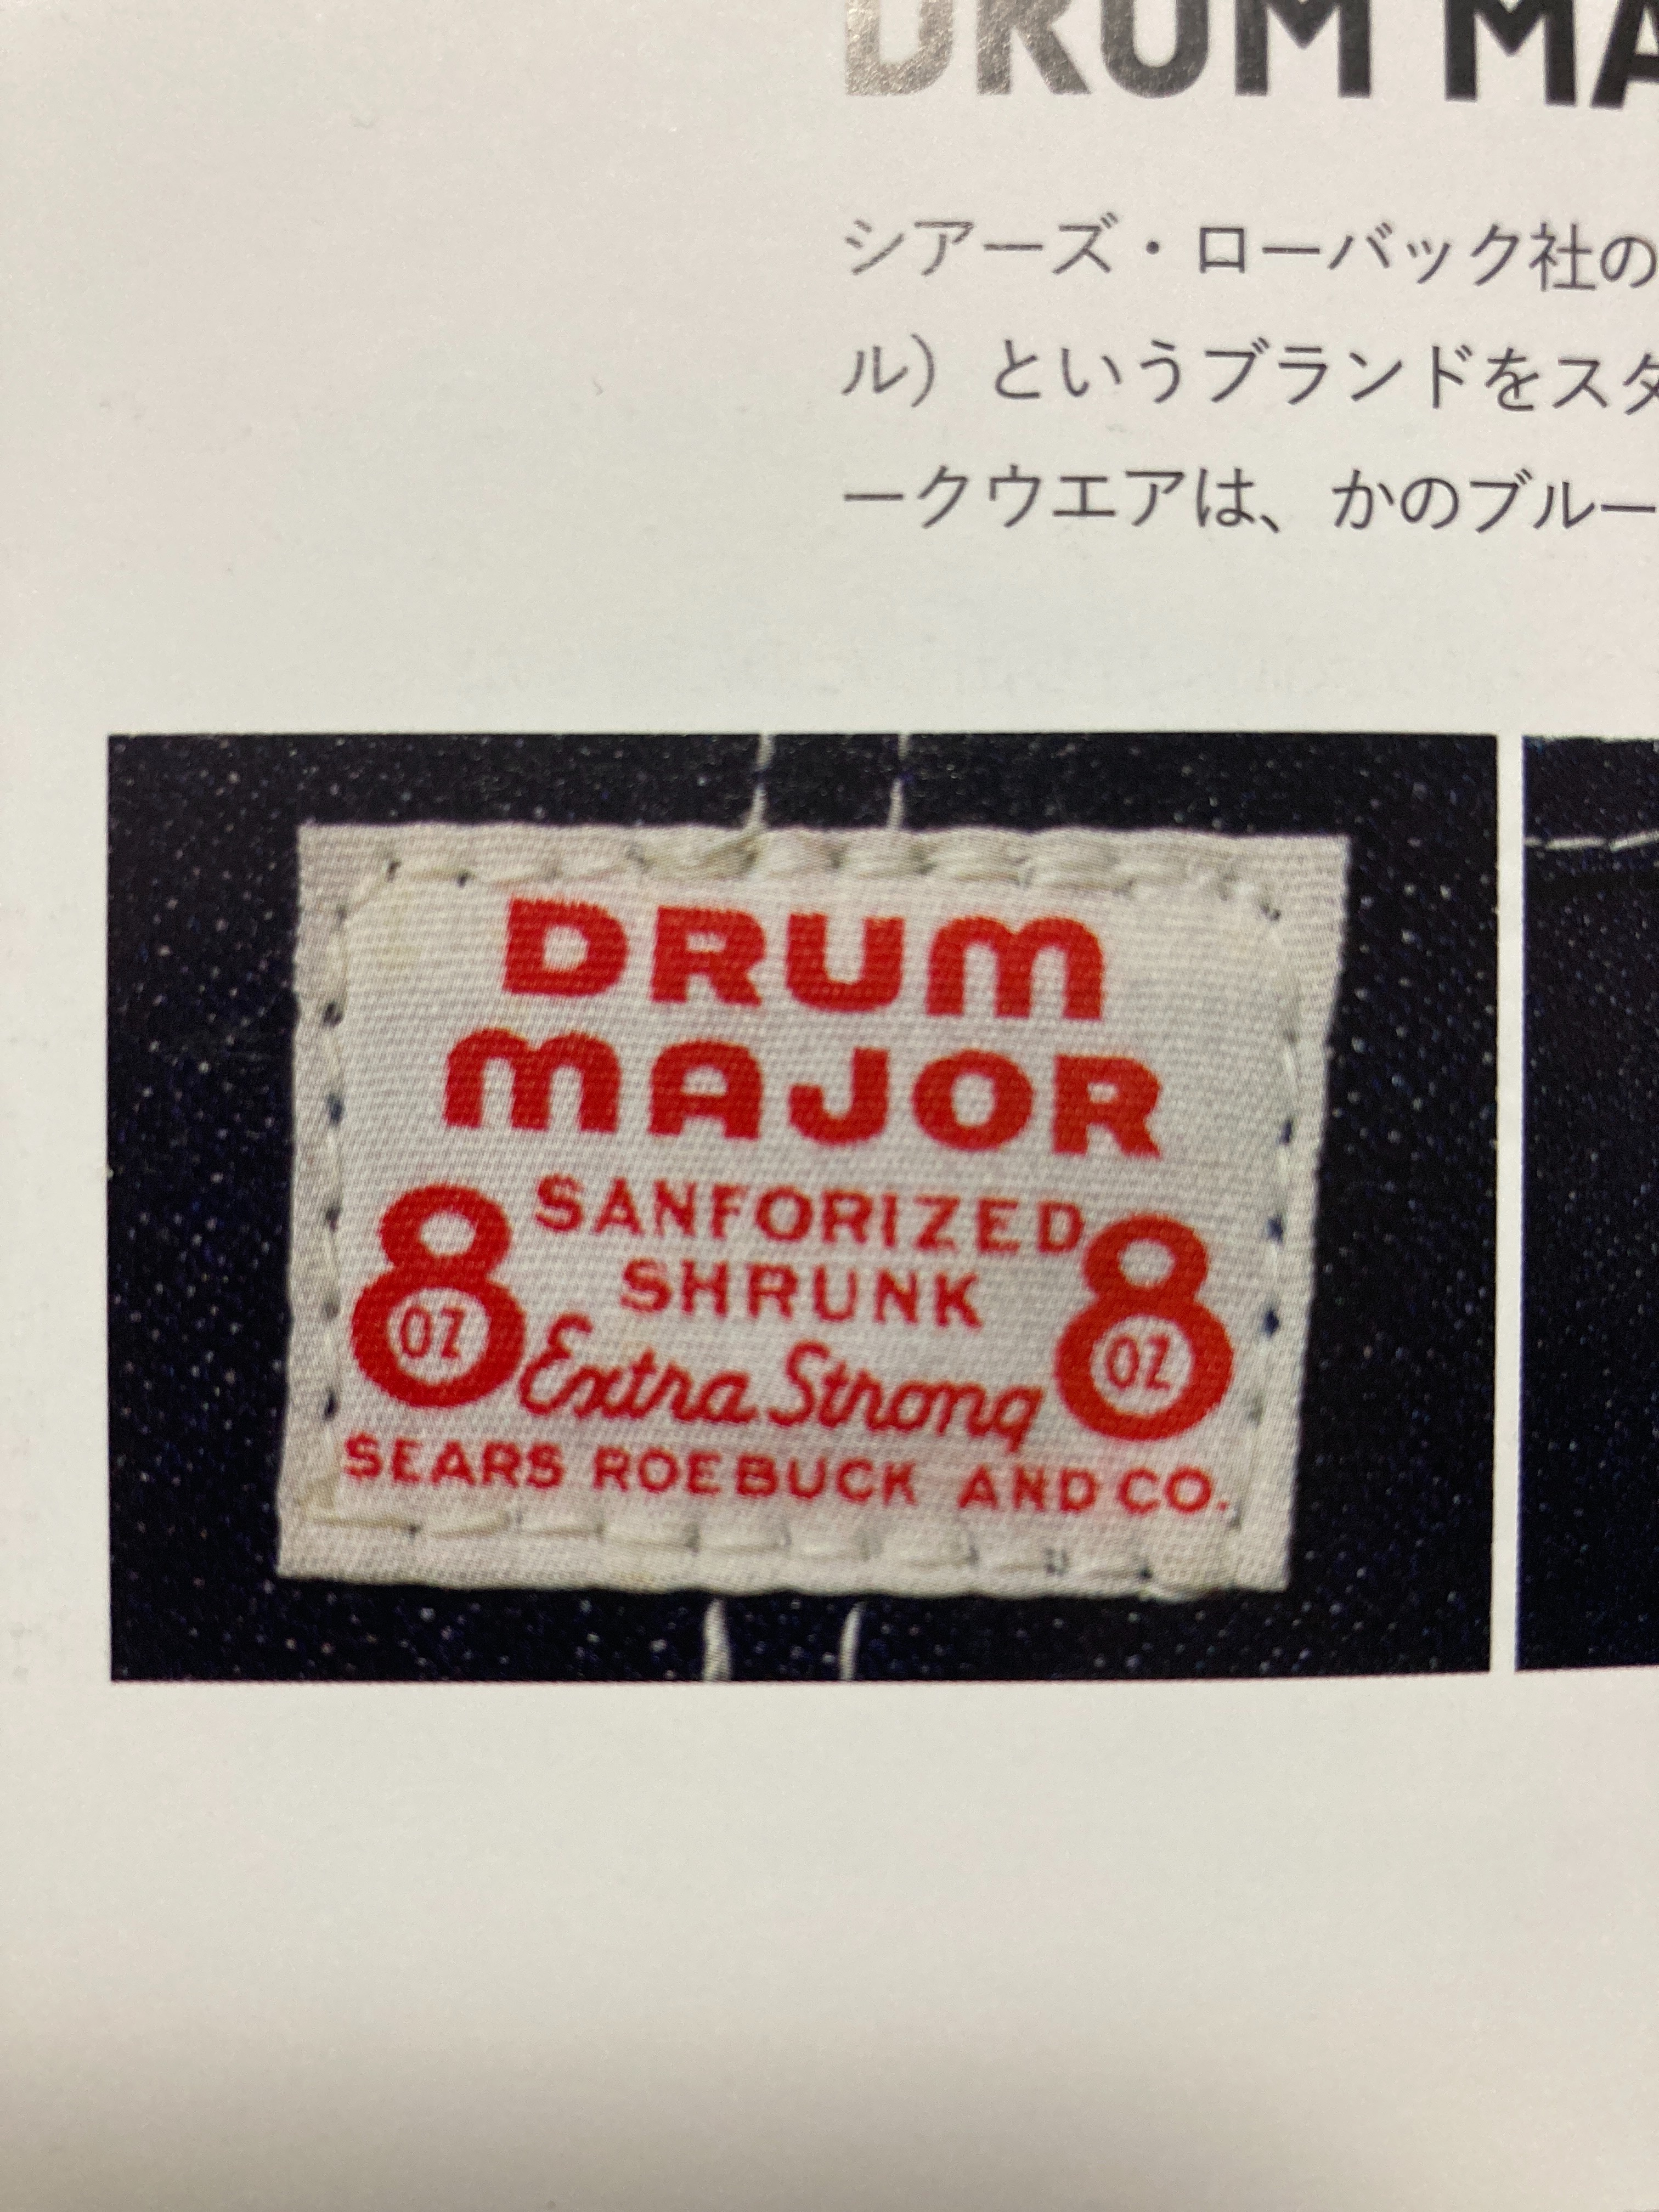 DRUM MA
シアーズ・ローバック社の
ル）というブランドをスタ
ークウエアは、かのブルー
DRUM
MAJOR
8 OZ SANFORIZED 8 OZ
SHRUNK
Extra Strong
SEARS ROEBUCK AND CO.